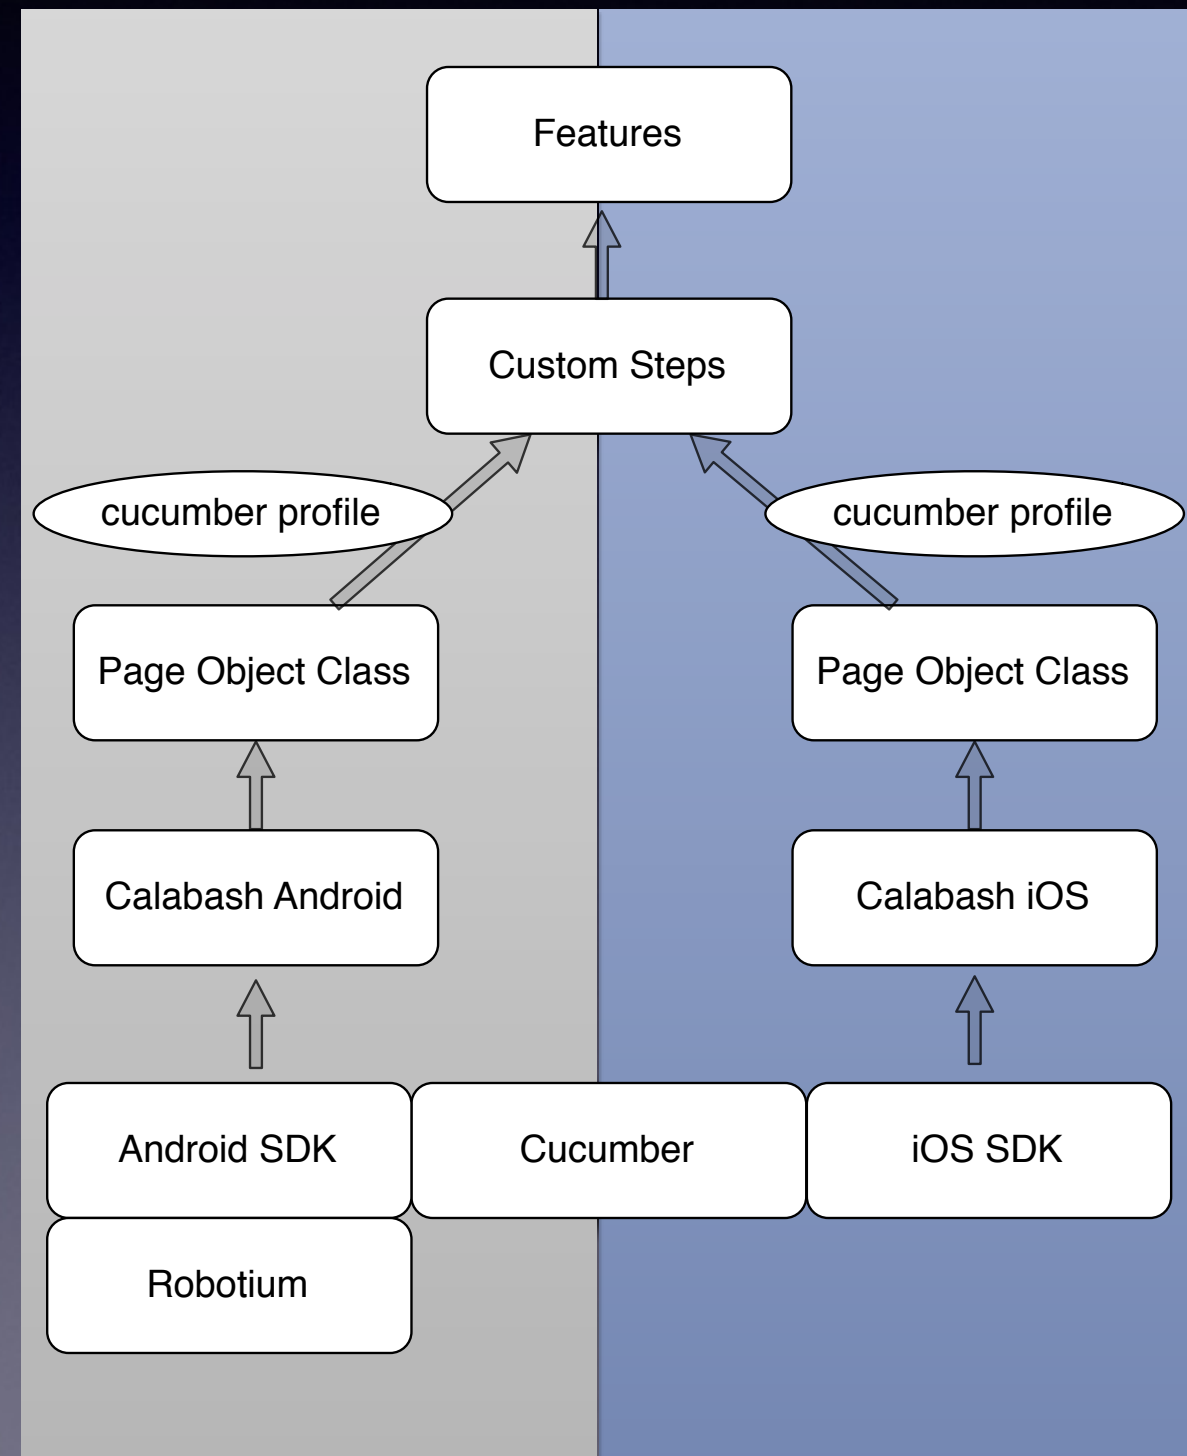 Features
Custom Steps
cucumber profile
cucumber profile
Page Object Class
Page Object Class
Calabash Android
Calabash iOS
Android SDK
Cucumber
iOS SDK
Robotium